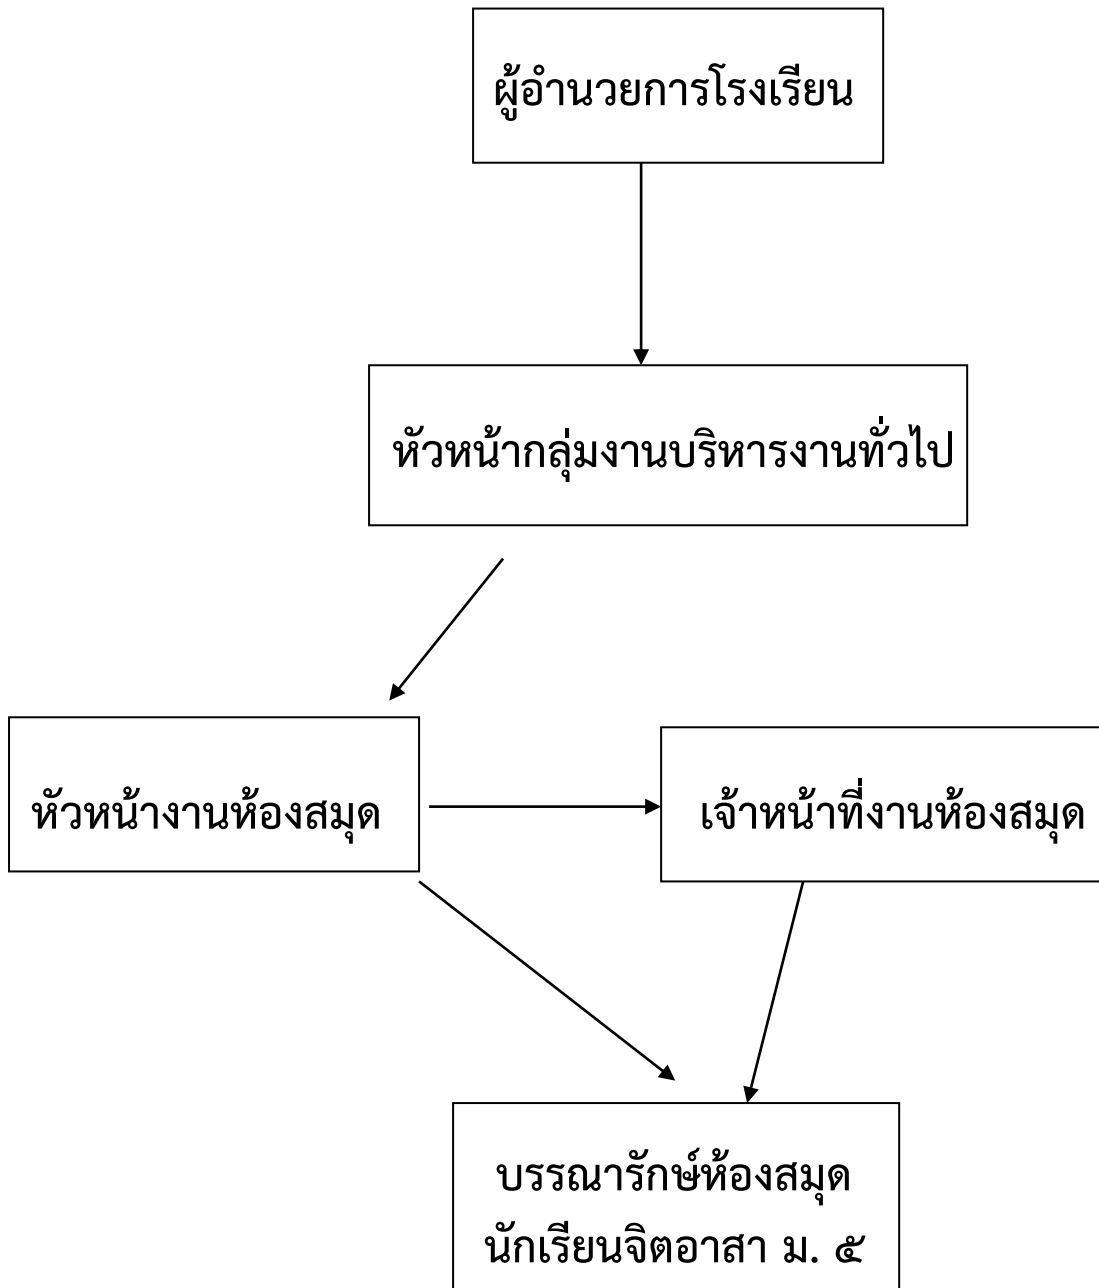 ผู้อำนวยการโรงเรียน
หัวหน้ากลุ่มงานบริหารงานทั่วไป
หัวหน้างานห้องสมุด
เจ้าหน้าที่งานห้องสมุด
บรรณารักษ์ห้องสมุด
นักเรียนจิตอาสา ม. ๕